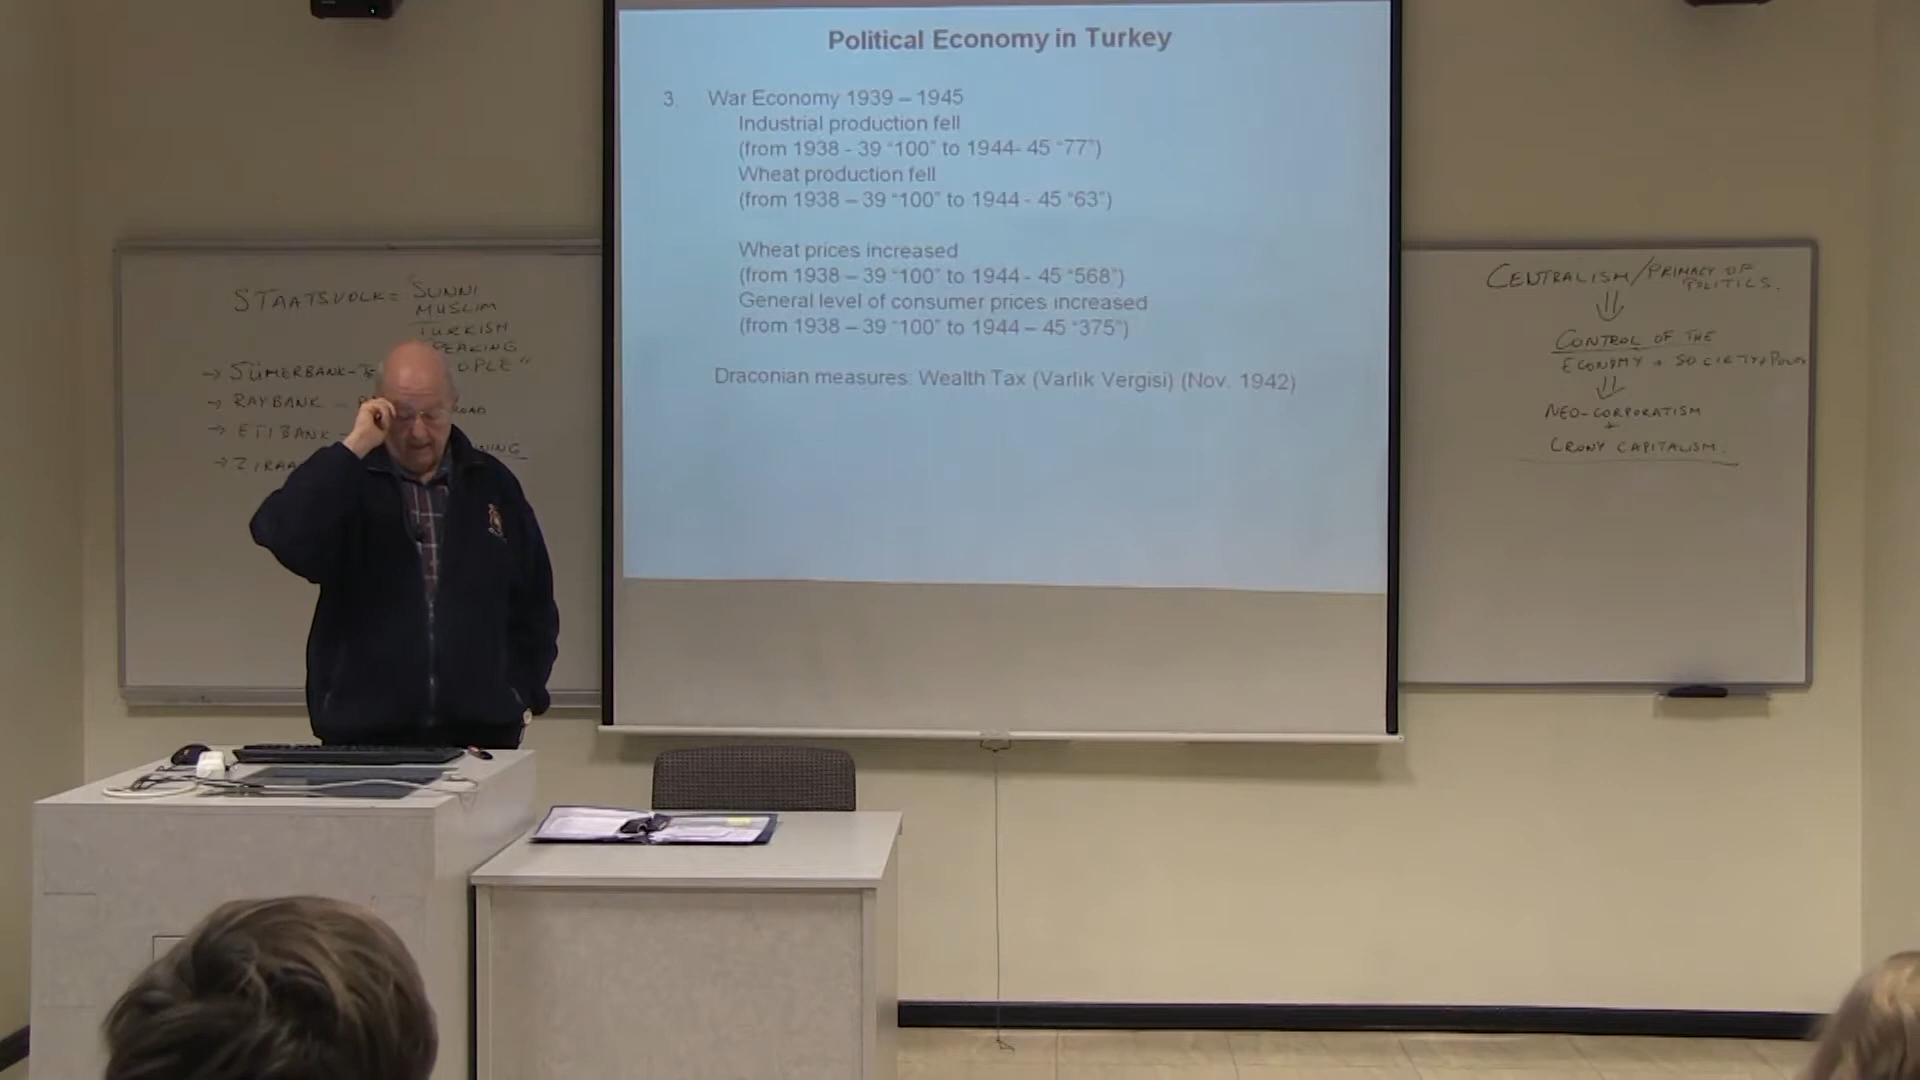 Political Economy in Turkey
3. War Economy 1939 – 1945
Industrial production fell
(from 1938 - 39 “100” to 1944- 45 “77”)
Wheat production fell
(from 1938 – 39 “100” to 1944 - 45 “63”)
Wheat prices increased
(from 1938 – 39 “100” to 1944 - 45 “568”)
General level of consumer prices increased
(from 1938 – 39 “100” to 1944 – 45 “375”)
Draconian measures: Wealth Tax (Varlik Vergisi) (Nov. 1942)
STAATSVOLK = SUNNI
MUSLIM
TURKISH
PEAKING
OPLE"
→ SÜMERBANK-
→ RAYBANK – ROAD
→ ETIBANK – NING
→ ZIRAA
CENTRALISM/PRIMACY OF
POLITICS.
⇓
CONTROL OF THE
ECONOMY + SOCIETY +
⇓
NEO-CORPORATISM
+
CRONY CAPITALISM.